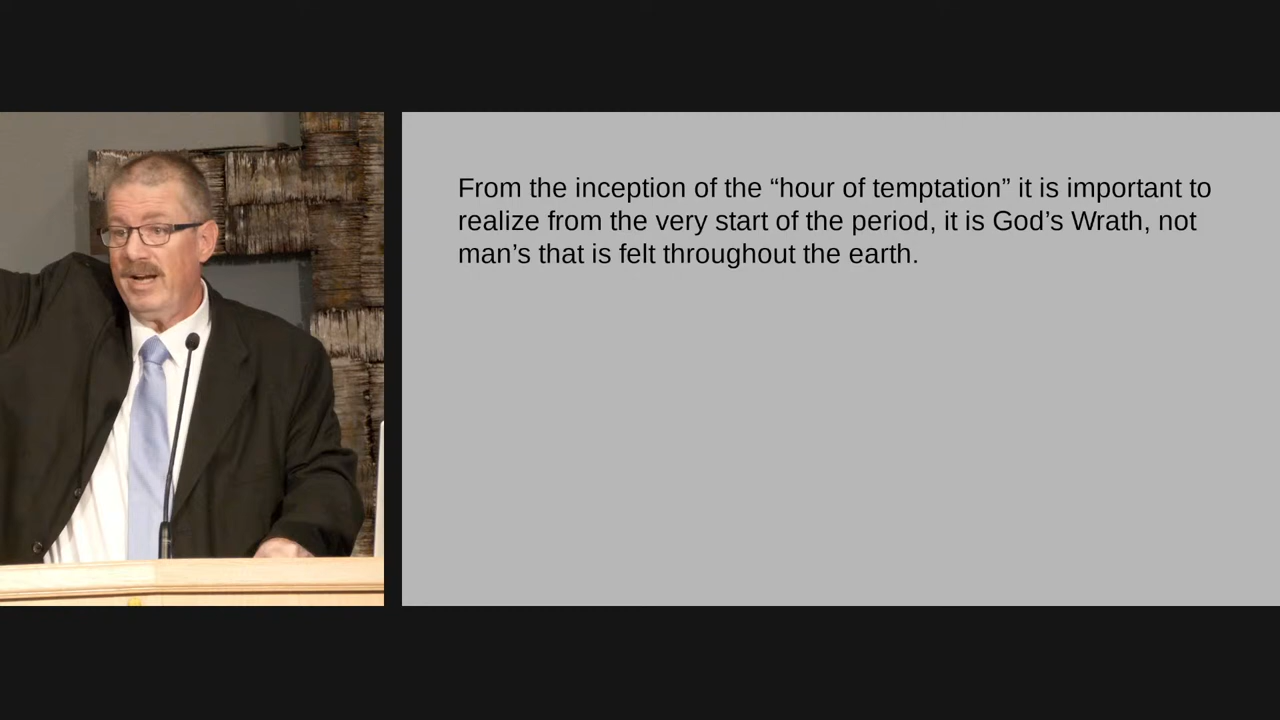 From the inception of the “hour of temptation” it is important to
realize from the very start of the period, it is God’s Wrath, not
man’s that is felt throughout the earth.